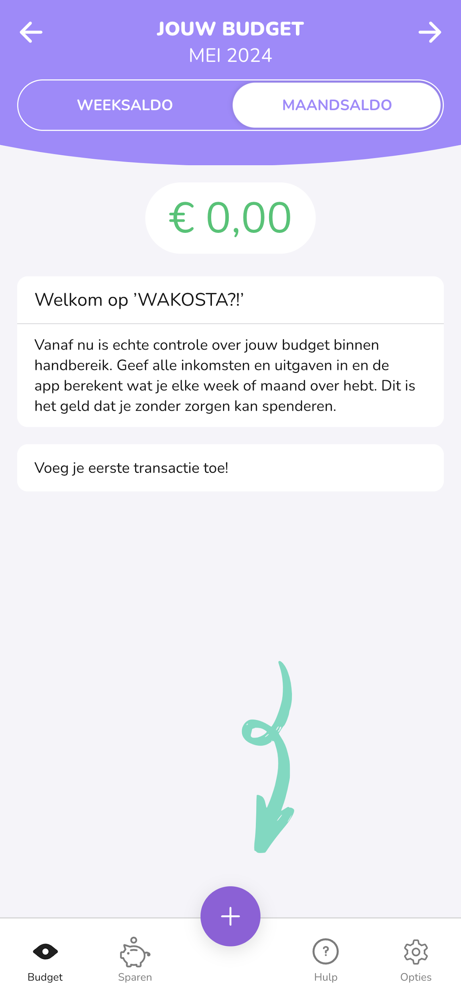 JOUW BUDGET
MEI 2024
WEEKSALDO
MAANDSALDO
€ 0,00
Welkom op 'WAKOSTA?!'
Vanaf nu is echte controle over jouw budget binnen
handbereik. Geef alle inkomsten en uitgaven in en de
app berekent wat je elke week of maand over hebt. Dit is
het geld dat je zonder zorgen kan spenderen.
Voeg je eerste transactie toe!
Budget
Sparen
Hulp
Opties